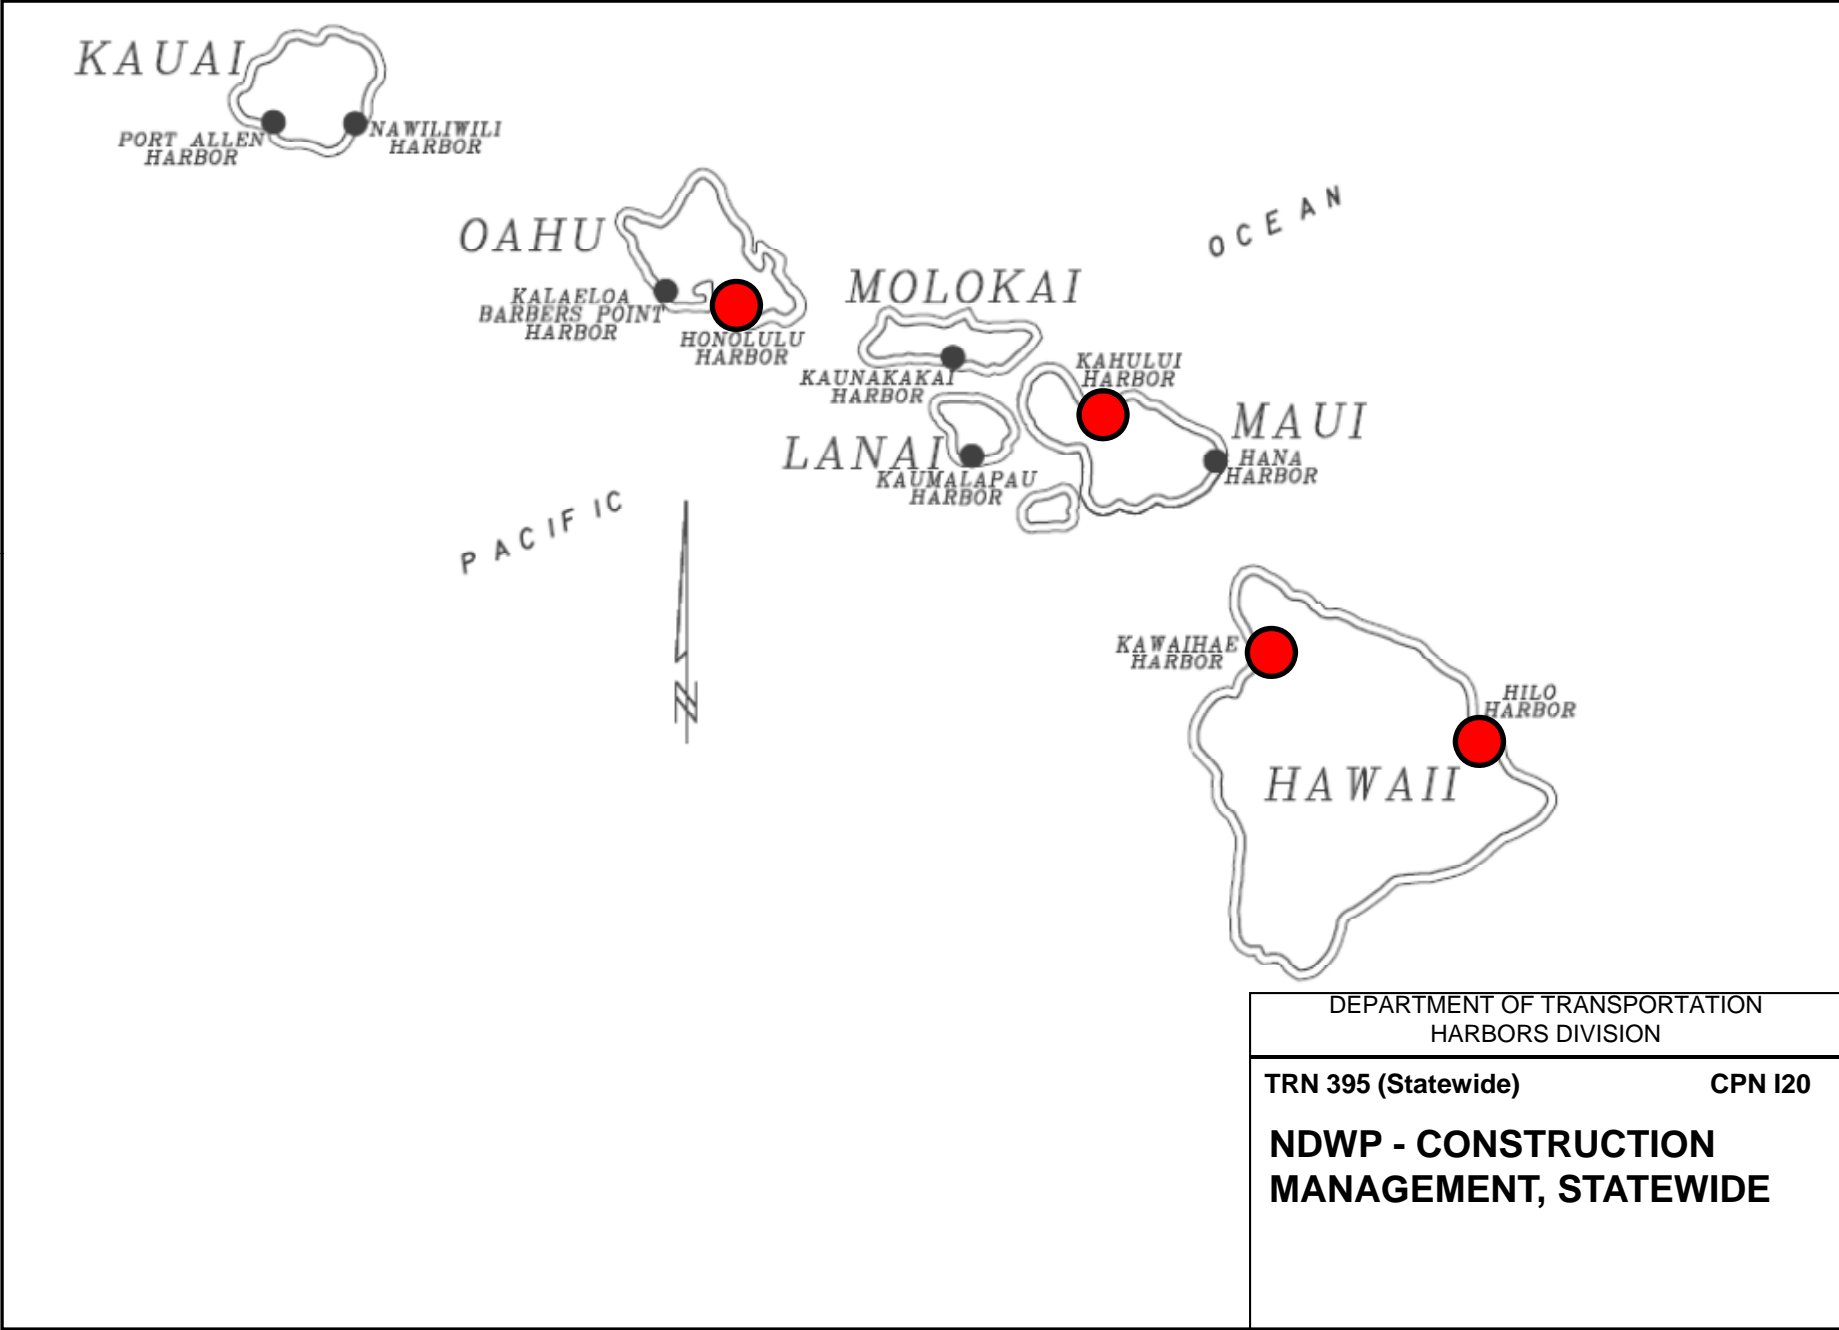 KAUAI
PORT ALLEN
HARBOR
NAWILIWILI
HARBOR
OAHU
KALAELOA
BARBERS POINT
HARBOR
HONOLULU
HARBOR
OCEAN
MOLOKAI
KAUNAKAKAI
HARBOR
KAHULUI
HARBOR
MAUI
HANA
HARBOR
LANAI
KAUMALAPAU
HARBOR
PACIFIC
N
KAWAIHAE
HARBOR
HILO
HARBOR
HAWAII
DEPARTMENT OF TRANSPORTATION
HARBORS DIVISION
TRN 395 (Statewide) CPN I20
NDWP - CONSTRUCTION
MANAGEMENT, STATEWIDE